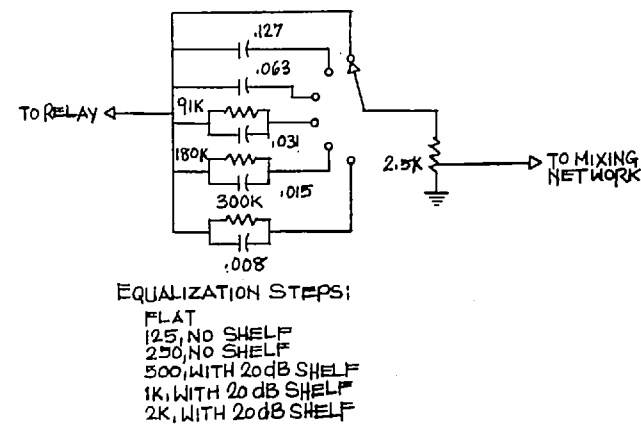 .127
.063
TO RELAY
91K
.031
180K
2.5K
TO MIXING
NETWORK
.015
300K
.008
EQUALIZATION STEPS:
FLAT
125, NO SHELF
250, NO SHELF
500, WITH 20dB SHELF
1K, WITH 20dB SHELF
2K, WITH 20dB SHELF